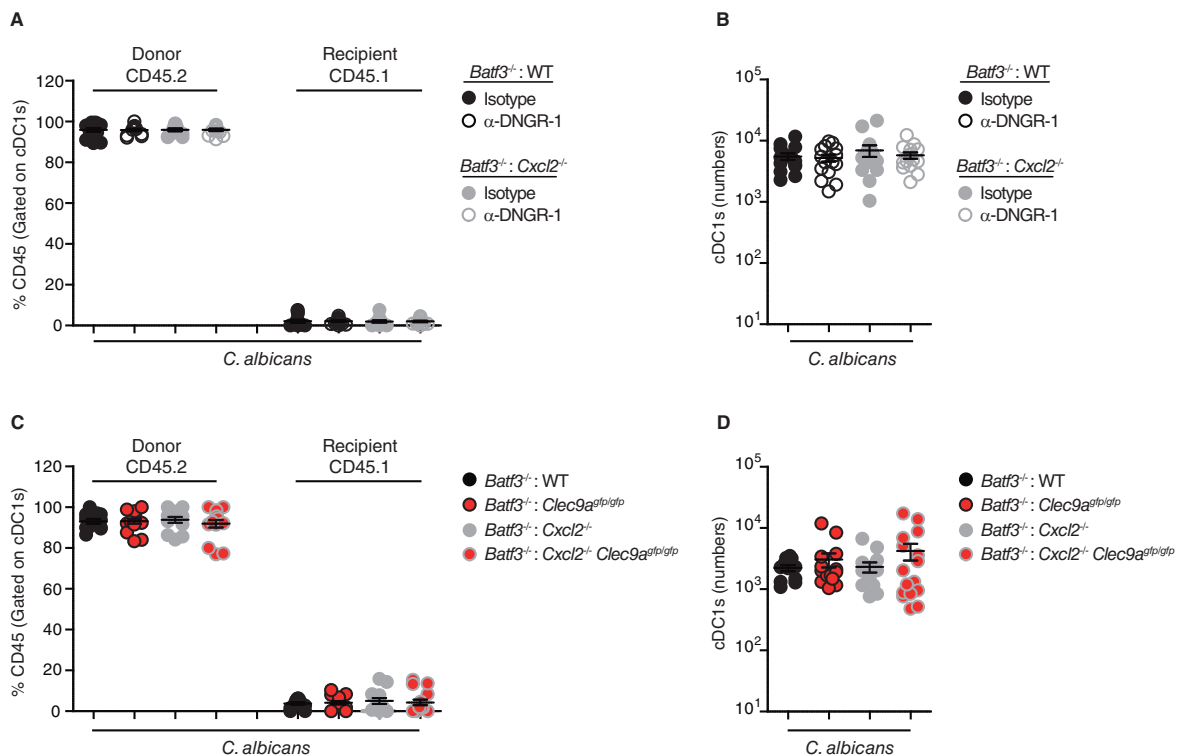 A
Donor
CD45.2
Recipient
CD45.1
% CD45 (Gated on cDC1s)
120
100
80
60
40
20
0
C. albicans
Batf3-/- : WT
Isotype
α-DNGR-1
Batf3-/- : Cxcl2-/-
Isotype
α-DNGR-1
B
cDC1s (numbers)
10^5
10^4
10^3
10^2
10^1
C. albicans
Batf3-/- : WT
Isotype
α-DNGR-1
Batf3-/- : Cxcl2-/-
Isotype
α-DNGR-1
C
Donor
CD45.2
Recipient
CD45.1
% CD45 (Gated on cDC1s)
120
100
80
60
40
20
0
C. albicans
Batf3-/- : WT
Batf3-/- : Clec9agfp/gfp
Batf3-/- : Cxcl2-/-
Batf3-/- : Cxcl2-/- Clec9agfp/gfp
D
cDC1s (numbers)
10^5
10^4
10^3
10^2
10^1
C. albicans
Batf3-/- : WT
Batf3-/- : Clec9agfp/gfp
Batf3-/- : Cxcl2-/-
Batf3-/- : Cxcl2-/- Clec9agfp/gfp